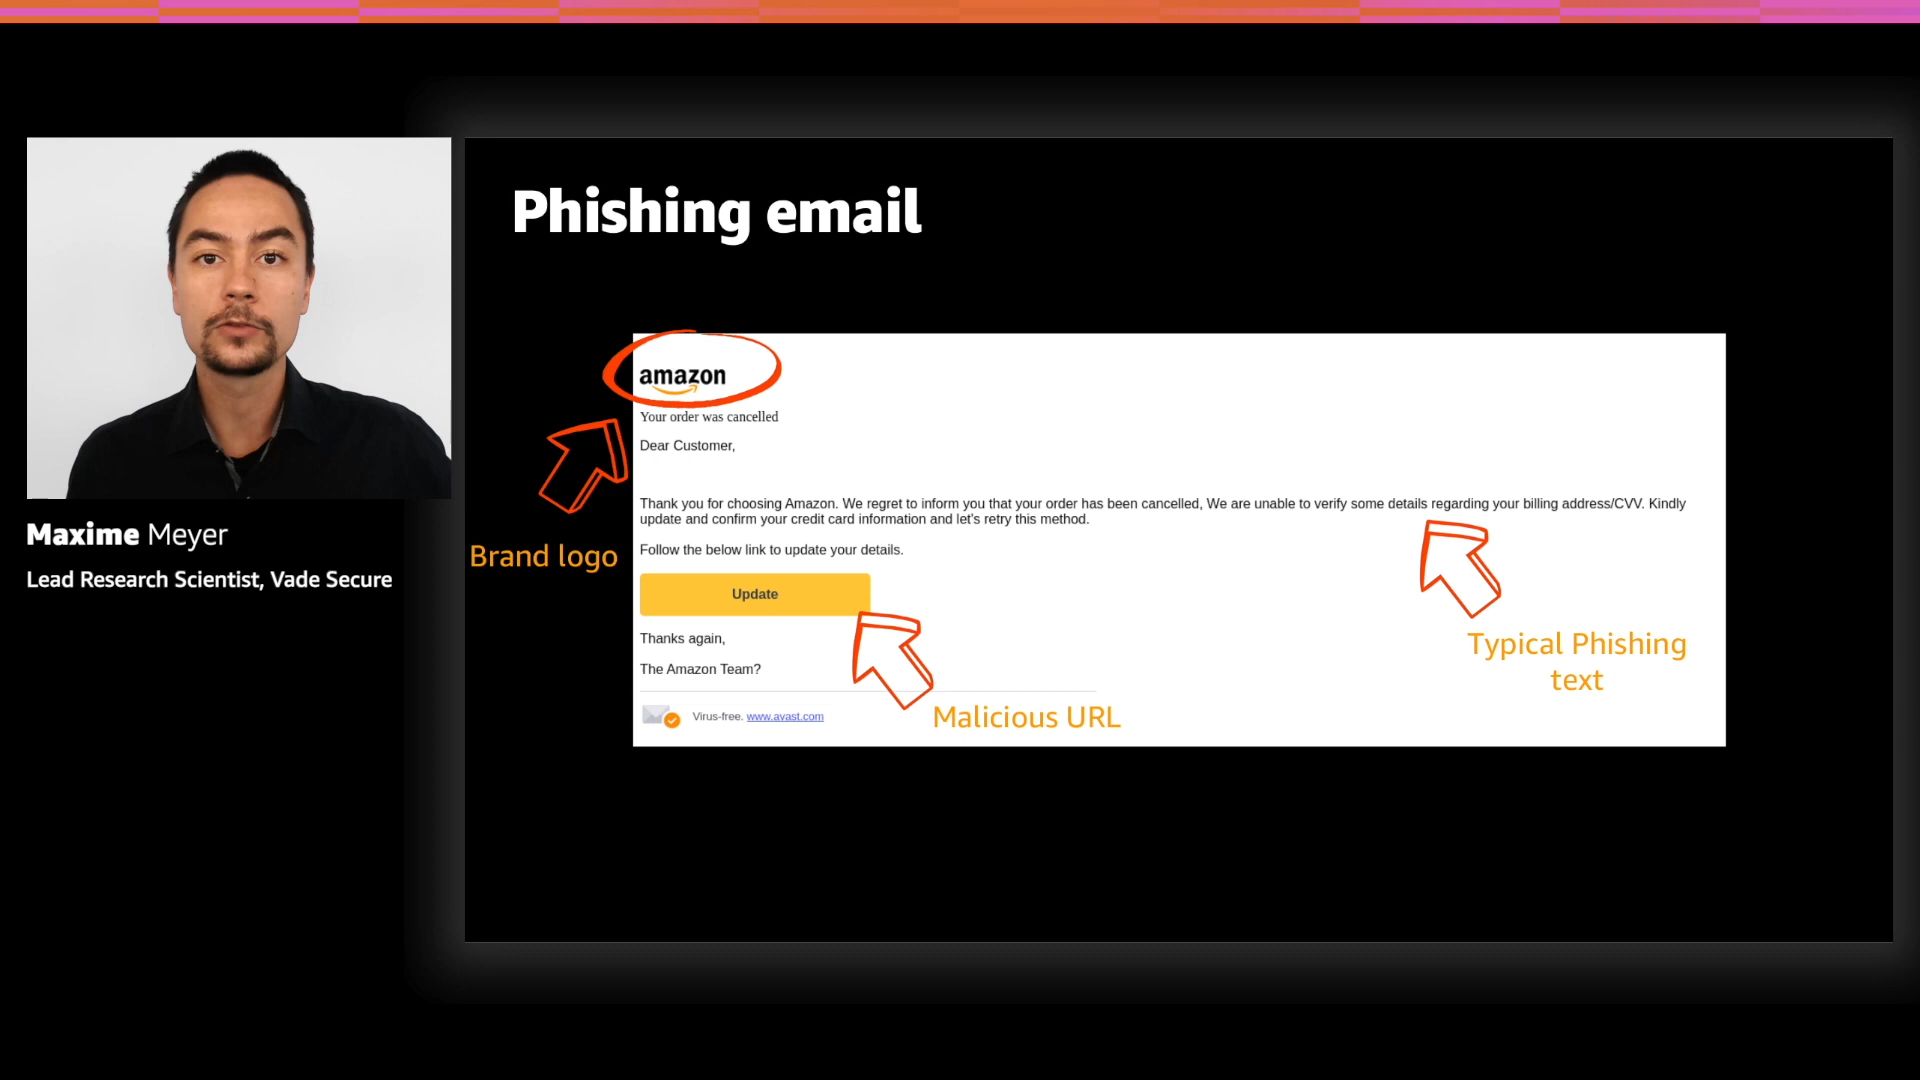 Phishing email
amazon
Your order was cancelled
Dear Customer,
Thank you for choosing Amazon. We regret to inform you that your order has been cancelled, We are unable to verify some details regarding your billing address/CVV. Kindly
update and confirm your credit card information and let's retry this method.
Follow the below link to update your details.
Update
Thanks again,
The Amazon Team?
Virus-free. www.avast.com
Brand logo
Malicious URL
Typical Phishing
text
Maxime Meyer
Lead Research Scientist, Vade Secure